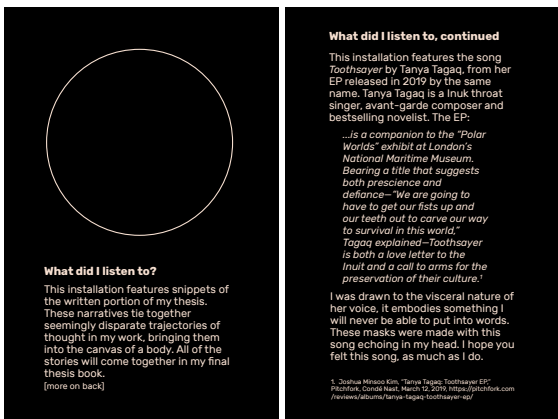 What did I listen to?
This installation features snippets of
the written portion of my thesis.
These narratives tie together
seemingly disparate trajectories of
thought in my work, bringing them
into the canvas of a body. All of the
stories will come together in my final
thesis book.
[more on back]
What did I listen to, continued
This installation features the song
Toothsayer by Tanya Tagaq, from her
EP released in 2019 by the same
name. Tanya Tagaq is a Inuk throat
singer, avant-garde composer and
bestselling novelist. The EP:
...is a companion to the “Polar
Worlds” exhibit at London’s
National Maritime Museum.
Bearing a title that suggests
both prescience and
defiance—“We are going to
have to get our fists up and
our teeth out to carve our way
to survival in this world,”
Tagaq explained—Toothsayer
is both a love letter to the
Inuit and a call to arms for the
preservation of their culture.¹
I was drawn to the visceral nature of
her voice, it embodies something I
will never be able to put into words.
These masks were made with this
song echoing in my head. I hope you
felt this song, as much as I do.
1. Joshua Minsoo Kim, “Tanya Tagaq: Toothsayer EP,”
Pitchfork, Condé Nast, March 12, 2019, https://pitchfork.com
/reviews/albums/tanya-tagaq-toothsayer-ep/